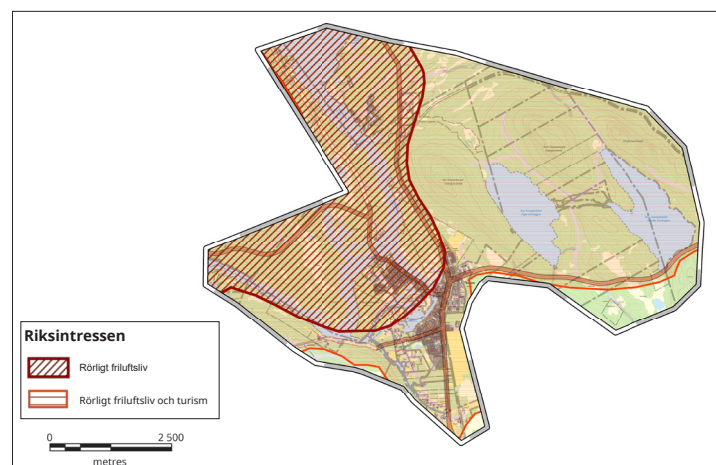 Riksintressen
Rörligt friluftsliv
Rörligt friluftsliv och turism
0 2 500
metres